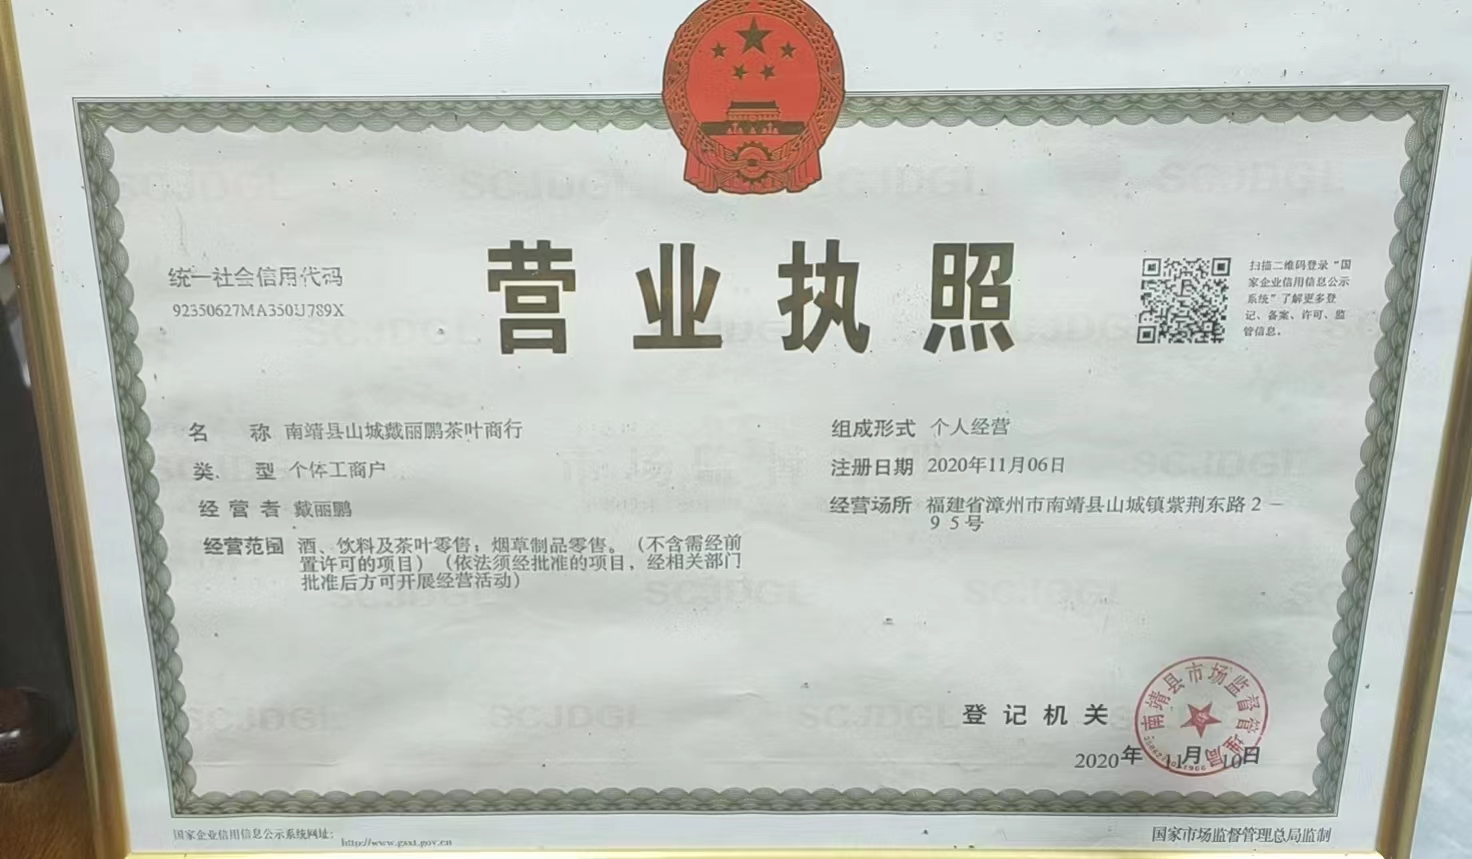 营业执照
统一社会信用代码
92350627MA350U789X
扫描二维码登录“国
家企业信用信息公示
系统”了解更多登
记、备案、许可、监
管信息。
名 称 南靖县山城戴丽鹏茶叶商行
类 型 个体工商户
经营者 戴丽鹏
经营范围 酒、饮料及茶叶零售；烟草制品零售。（不含需经前
置许可的项目）（依法须经批准的项目，经相关部门
批准后方可开展经营活动）
组成形式 个人经营
注册日期 2020年11月06日
经营场所 福建省漳州市南靖县山城镇紫荆东路2－
95号
登记机关
南靖县市场监督管理局
2020年11月10日
国家企业信用信息公示系统网址：
http://www.gsxt.gov.cn
国家市场监督管理总局监制
SCJDGL